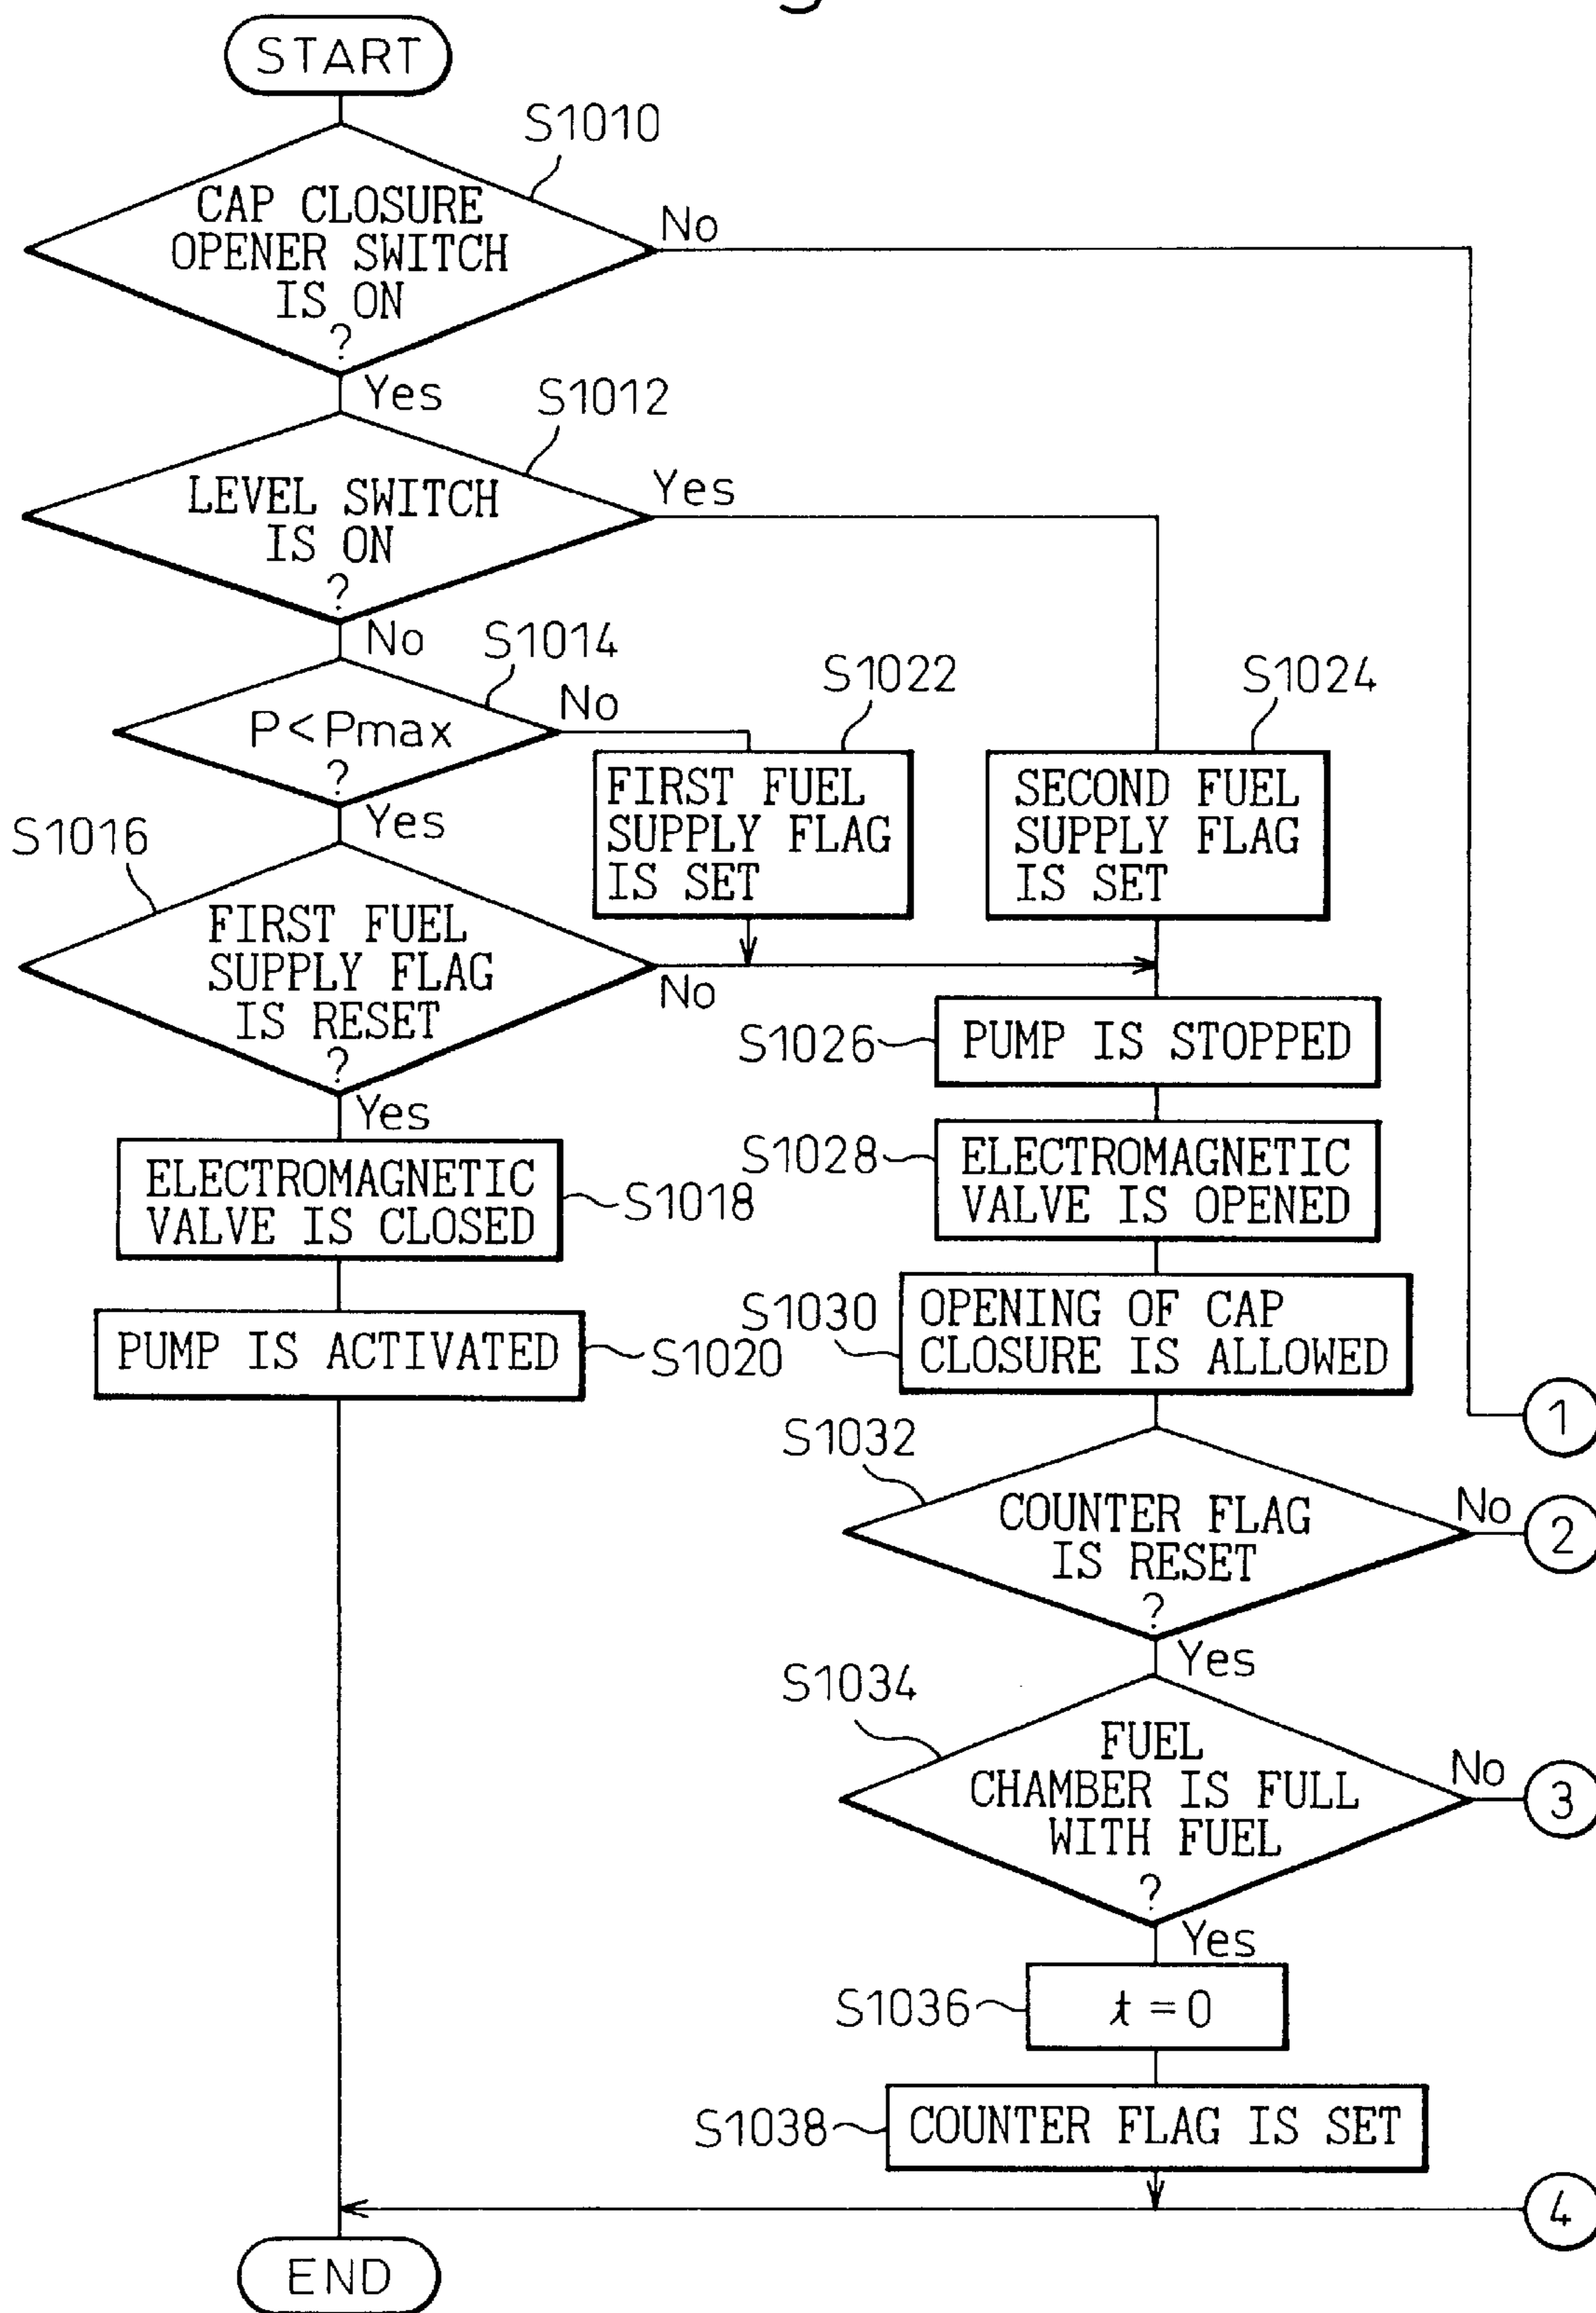 START
S1010
CAP CLOSURE
OPENER SWITCH
IS ON
?
No
Yes
S1012
LEVEL SWITCH
IS ON
?
Yes
No
S1014
P<Pmax
?
No
Yes
S1022
FIRST FUEL
SUPPLY FLAG
IS SET
S1024
SECOND FUEL
SUPPLY FLAG
IS SET
S1016
FIRST FUEL
SUPPLY FLAG
IS RESET
?
No
Yes
S1026
PUMP IS STOPPED
ELECTROMAGNETIC
VALVE IS CLOSED
S1018
S1028
ELECTROMAGNETIC
VALVE IS OPENED
PUMP IS ACTIVATED
S1020
S1030
OPENING OF CAP
CLOSURE IS ALLOWED
1
S1032
COUNTER FLAG
IS RESET
?
No
2
Yes
S1034
FUEL
CHAMBER IS FULL
WITH FUEL
?
No
3
Yes
S1036
t = 0
S1038
COUNTER FLAG IS SET
4
END